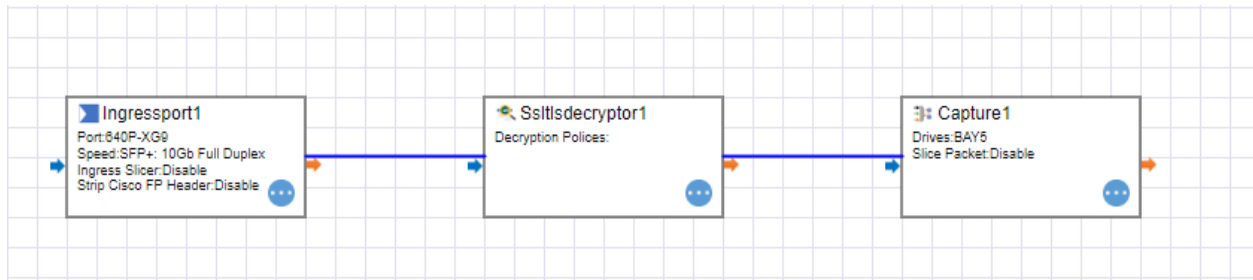 Ingressport1
Port:640P-XG9
Speed:SFP+: 10Gb Full Duplex
Ingress Slicer:Disable
Strip Cisco FP Header:Disable
Ssltlsdecryptor1
Decryption Polices:
Capture1
Drives:BAY5
Slice Packet:Disable